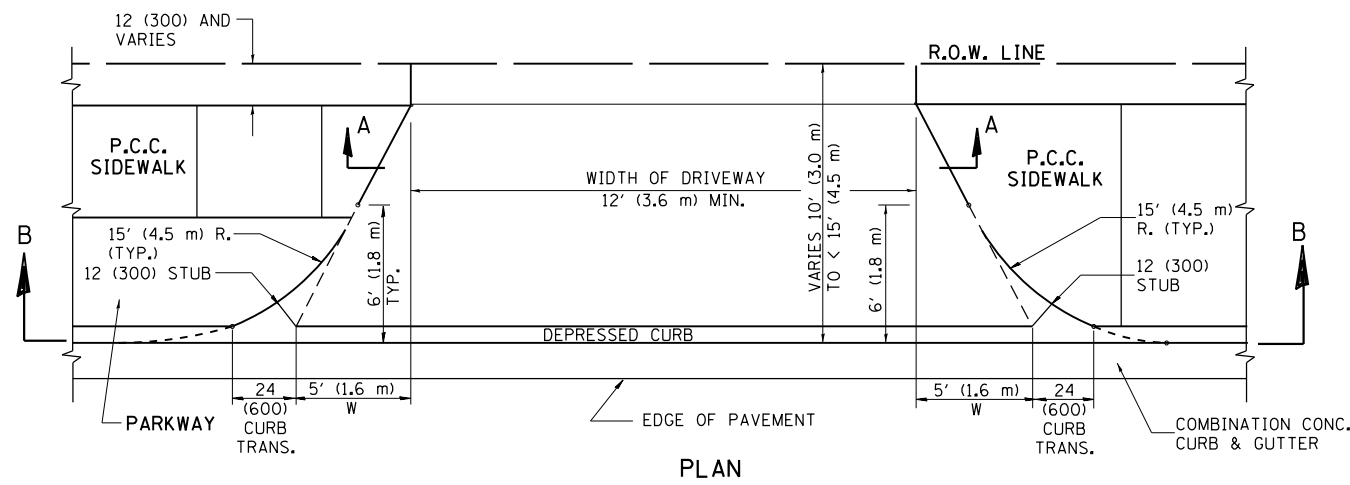 12 (300) AND
VARIES
R.O.W. LINE
A
A
P.C.C.
SIDEWALK
P.C.C.
SIDEWALK
WIDTH OF DRIVEWAY
12' (3.6 m) MIN.
VARIES 10' (3.0 m)
TO < 15' (4.5 m)
15' (4.5 m) R.
(TYP.)
12 (300) STUB
15' (4.5 m)
R. (TYP.)
12 (300)
STUB
B
B
6' (1.8 m)
TYP.
6' (1.8 m)
DEPRESSED CURB
24
(600)
CURB
TRANS.
5' (1.6 m)
W
5' (1.6 m)
W
24
(600)
CURB
TRANS.
PARKWAY
EDGE OF PAVEMENT
COMBINATION CONC.
CURB & GUTTER
PLAN